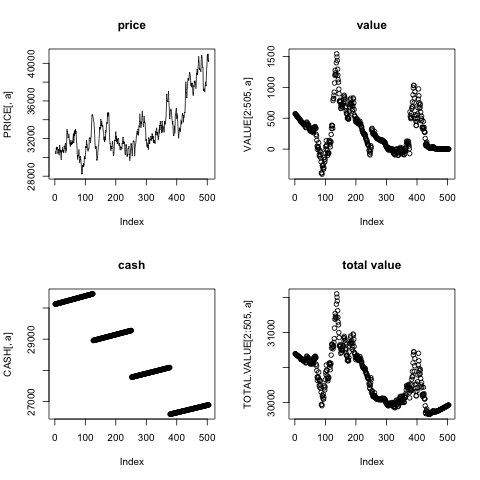 price
PRICE[, a]
28000 32000 36000 40000
0 100 200 300 400 500
Index
value
VALUE[2:505, a]
0 500 1000 1500
0 100 200 300 400 500
Index
cash
CASH[, a]
27000 29000
0 100 200 300 400 500
Index
total value
TOTAL.VALUE[2:505, a]
30000 31000
0 100 200 300 400 500
Index